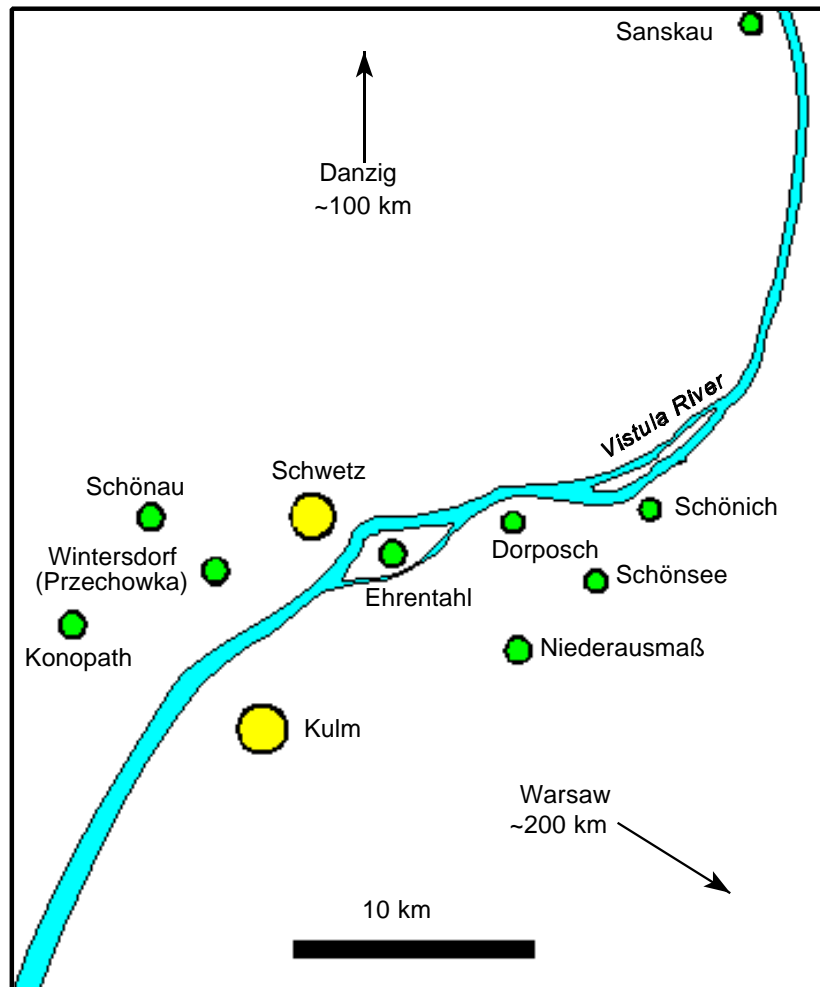 Sanskau
Danzig
~100 km
Vistula River
Schwetz
Schönau
Schönich
Dorposch
Wintersdorf
(Przechowka)
Schönsee
Ehrentahl
Niederausmaß
Konopath
Kulm
Warsaw
~200 km
10 km